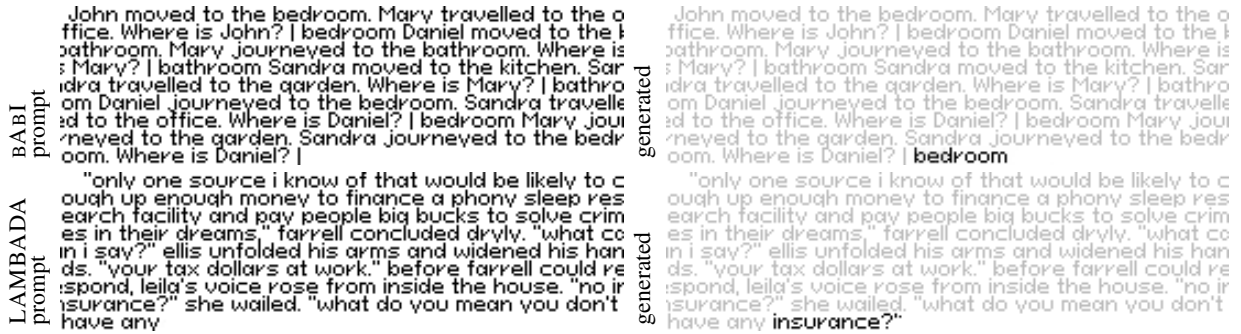 BABI
prompt
John moved to the bedroom. Mary travelled to the o
ffice. Where is John? | bedroom Daniel moved to the b
athroom. Mary journeyed to the bathroom. Where is
Mary? | bathroom Sandra moved to the kitchen. San
dra travelled to the garden. Where is Mary? | bathro
om Daniel journeyed to the bedroom. Sandra travelle
d to the office. Where is Daniel? | bedroom Mary jou
rneyed to the garden. Sandra journeyed to the bedr
oom. Where is Daniel? |
generated
John moved to the bedroom. Mary travelled to the o
ffice. Where is John? | bedroom Daniel moved to the b
athroom. Mary journeyed to the bathroom. Where is
Mary? | bathroom Sandra moved to the kitchen. San
dra travelled to the garden. Where is Mary? | bathro
om Daniel journeyed to the bedroom. Sandra travelle
d to the office. Where is Daniel? | bedroom Mary jou
rneyed to the garden. Sandra journeyed to the bedr
oom. Where is Daniel? | bedroom
LAMBADA
prompt
"only one source i know of that would be likely to c
ough up enough money to finance a phony sleep res
earch facility and pay people big bucks to solve crim
es in their dreams," farrell concluded dryly. "what co
n i say?" ellis unfolded his arms and widened his han
ds. "your tax dollars at work." before farrell could re
spond, leila's voice rose from inside the house. "no in
surance?" she wailed. "what do you mean you don't
have any
generated
"only one source i know of that would be likely to c
ough up enough money to finance a phony sleep res
earch facility and pay people big bucks to solve crim
es in their dreams," farrell concluded dryly. "what cc
n i say?" ellis unfolded his arms and widened his han
ds. "your tax dollars at work." before farrell could re
spond, leila's voice rose from inside the house. "no in
surance?" she wailed. "what do you mean you don't
have any insurance?"